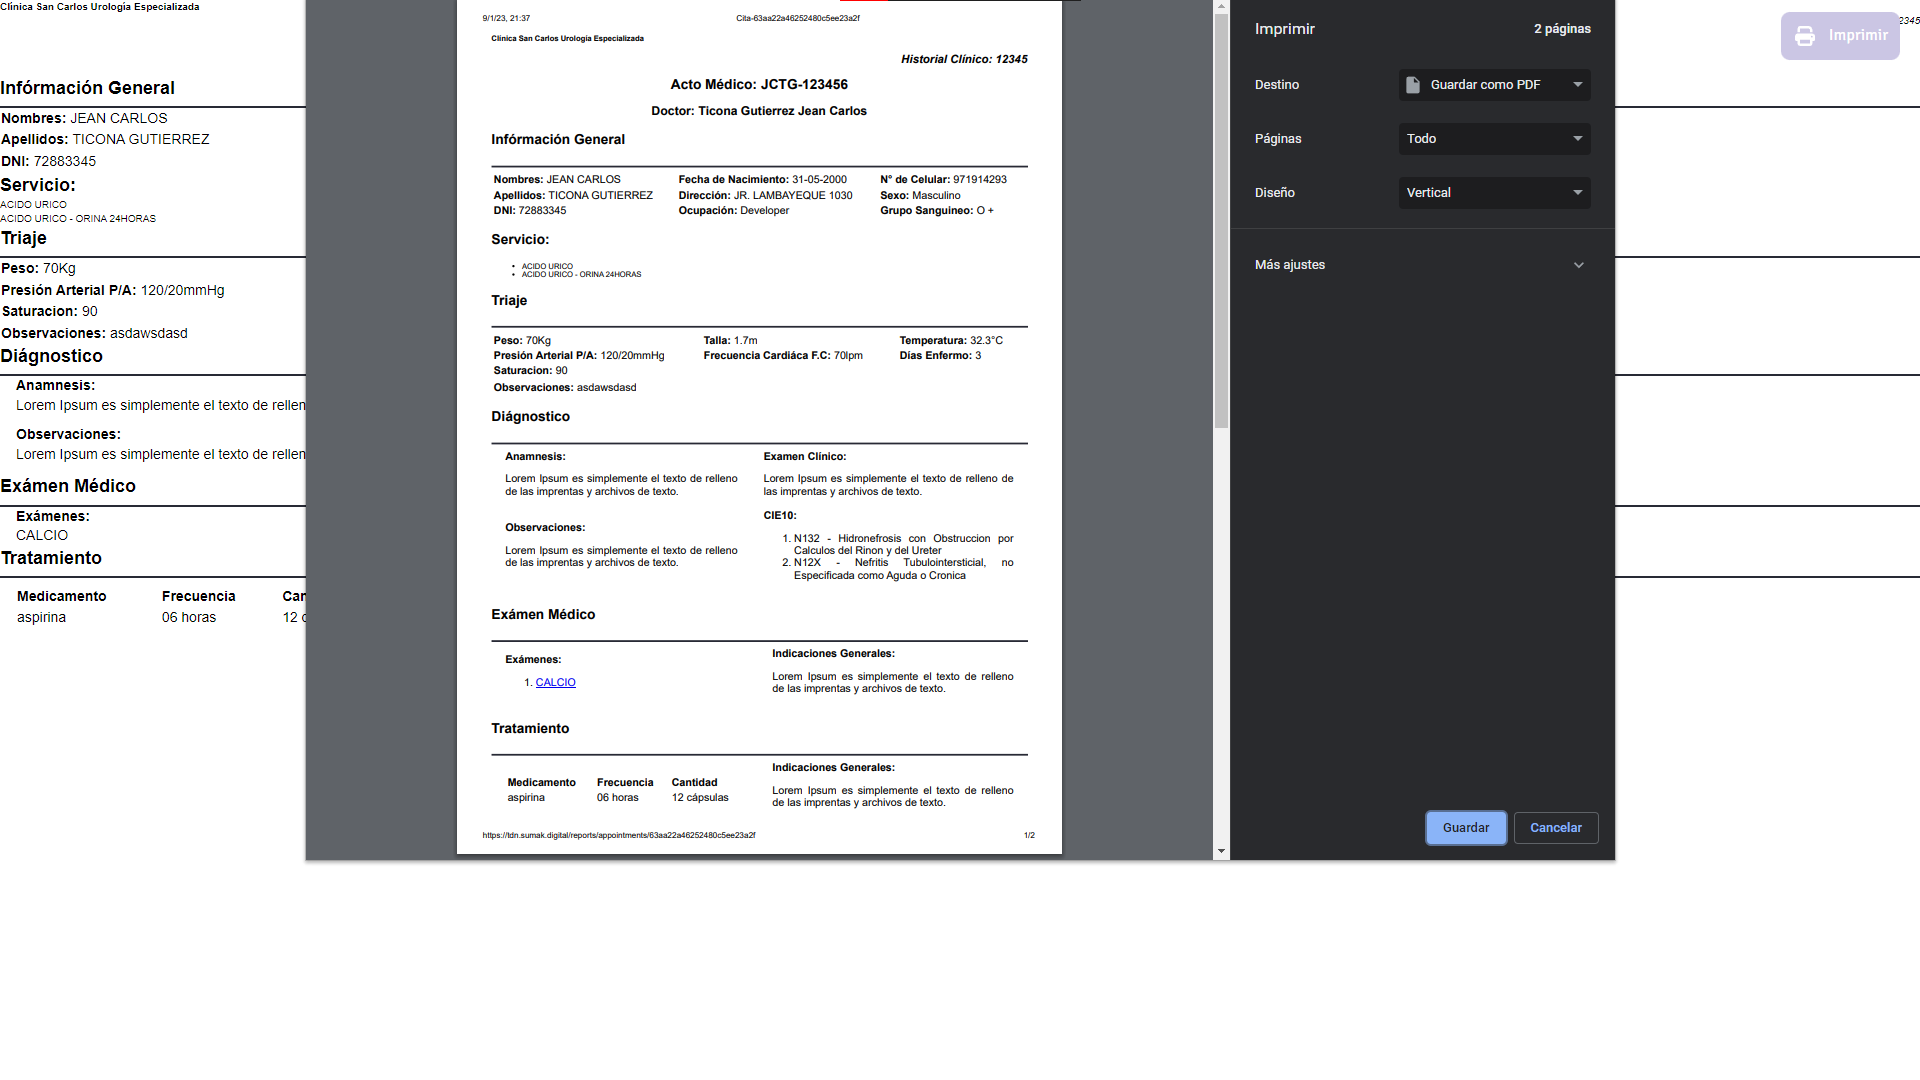 Clínica San Carlos Urología Especializada
Infórmación General
Nombres: JEAN CARLOS
Apellidos: TICONA GUTIERREZ
DNI: 72883345
Servicio:
ACIDO URICO
ACIDO URICO - ORINA 24HORAS
Triaje
Peso: 70Kg
Presión Arterial P/A: 120/20mmHg
Saturacion: 90
Observaciones: asdawsdasd
Diágnostico
Anamnesis:
Lorem Ipsum es simplemente el texto de rellen
Observaciones:
Lorem Ipsum es simplemente el texto de rellen
Exámen Médico
Exámenes:
CALCIO
Tratamiento
Medicamento Frecuencia Can
aspirina 06 horas 12 c
9/1/23, 21:37 Cita-63aa22a46252480c5ee23a2f
Clínica San Carlos Urología Especializada
Historial Clínico: 12345
Acto Médico: JCTG-123456
Doctor: Ticona Gutierrez Jean Carlos
Infórmación General
Nombres: JEAN CARLOS Fecha de Nacimiento: 31-05-2000 N° de Celular: 971914293
Apellidos: TICONA GUTIERREZ Dirección: JR. LAMBAYEQUE 1030 Sexo: Masculino
DNI: 72883345 Ocupación: Developer Grupo Sanguineo: O +
Servicio:
• ACIDO URICO
• ACIDO URICO - ORINA 24HORAS
Triaje
Peso: 70Kg Talla: 1.7m Temperatura: 32.3°C
Presión Arterial P/A: 120/20mmHg Frecuencia Cardiáca F.C: 70lpm Días Enfermo: 3
Saturacion: 90
Observaciones: asdawsdasd
Diágnostico
Anamnesis:
Lorem Ipsum es simplemente el texto de relleno
de las imprentas y archivos de texto.
Observaciones:
Lorem Ipsum es simplemente el texto de relleno
de las imprentas y archivos de texto.
Examen Clínico:
Lorem Ipsum es simplemente el texto de relleno de
las imprentas y archivos de texto.
CIE10:
1. N132 - Hidronefrosis con Obstruccion por
Calculos del Rinon y del Ureter
2. N12X - Nefritis Tubulointersticial, no
Especificada como Aguda o Cronica
Exámen Médico
Exámenes:
1. CALCIO
Indicaciones Generales:
Lorem Ipsum es simplemente el texto de relleno
de las imprentas y archivos de texto.
Tratamiento
Medicamento Frecuencia Cantidad
aspirina 06 horas 12 cápsulas
Indicaciones Generales:
Lorem Ipsum es simplemente el texto de relleno
de las imprentas y archivos de texto.
https://tdn.sumak.digital/reports/appointments/63aa22a46252480c5ee23a2f 1/2
Imprimir 2 páginas
Destino Guardar como PDF
Páginas Todo
Diseño Vertical
Más ajustes
Guardar Cancelar
Imprimir
2345